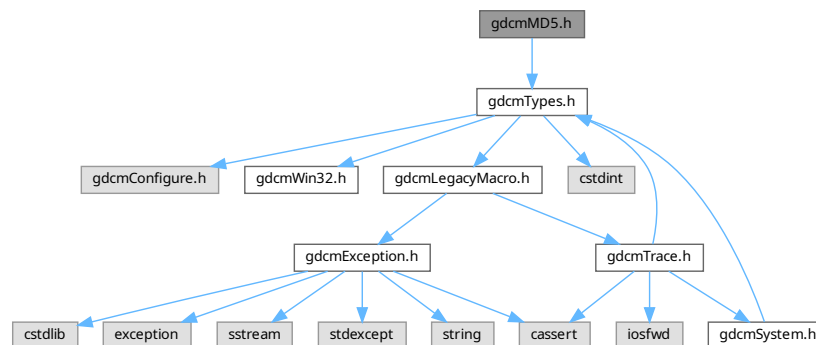 gdcmMD5.h
gdcmTypes.h
gdcmConfigure.h
gdcmWin32.h
gdcmLegacyMacro.h
cstdint
gdcmException.h
gdcmTrace.h
cstdlib
exception
sstream
stdexcept
string
cassert
iosfwd
gdcmSystem.h